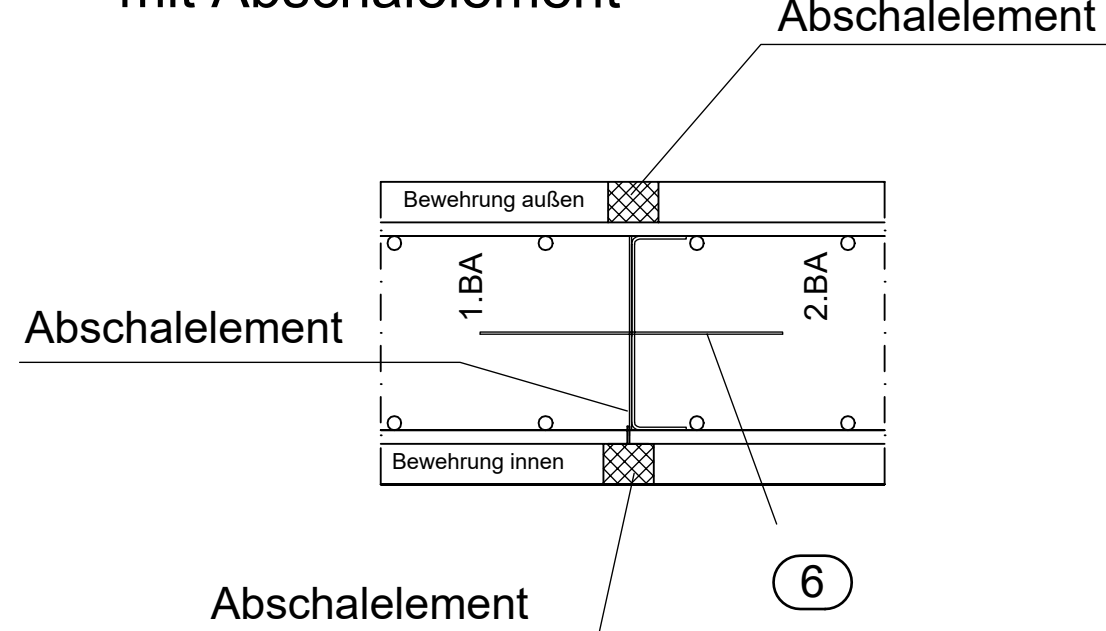 mit Abschalelement
Abschalelement
Bewehrung außen
1.BA
2.BA
Abschalelement
Bewehrung innen
6
Abschalelement